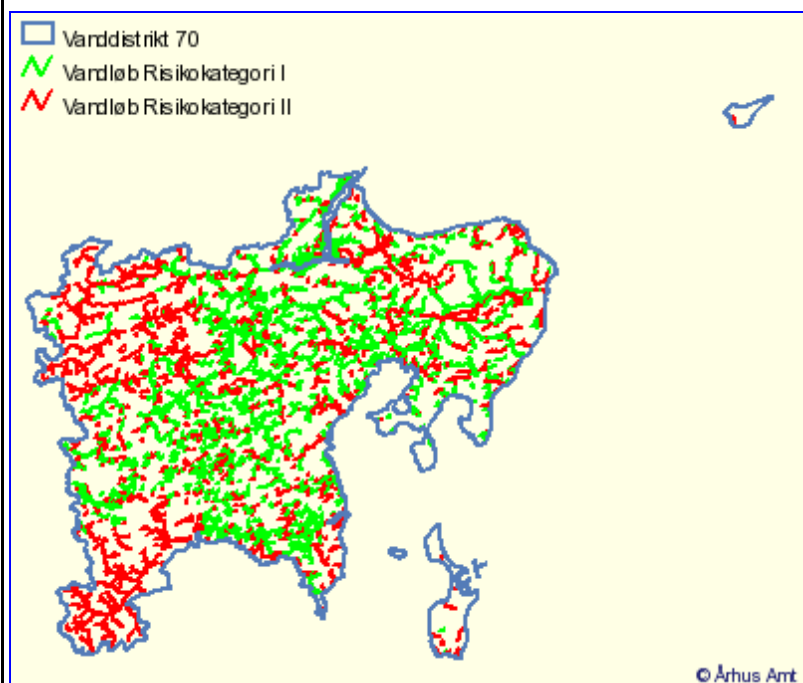 Vanddistrikt 70
Vandløb Risikokategori I
Vandløb Risikokategori II
© Århus Amt